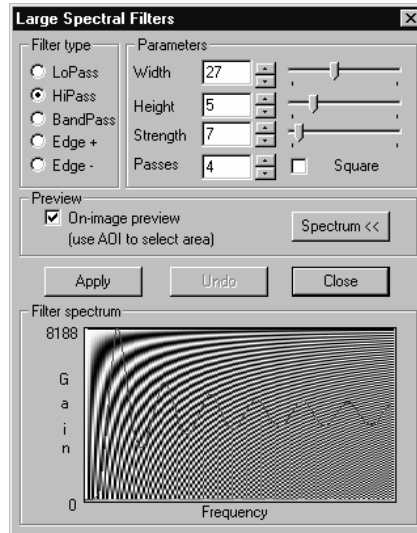 Large Spectral Filters
Filter type
LoPass
HiPass
BandPass
Edge +
Edge -
Parameters
Width 27
Height 5
Strength 7
Passes 4 Square
Preview
On-image preview
(use AOI to select area)
Spectrum <<
Apply Undo Close
Filter spectrum
8188
Gain
0
Frequency